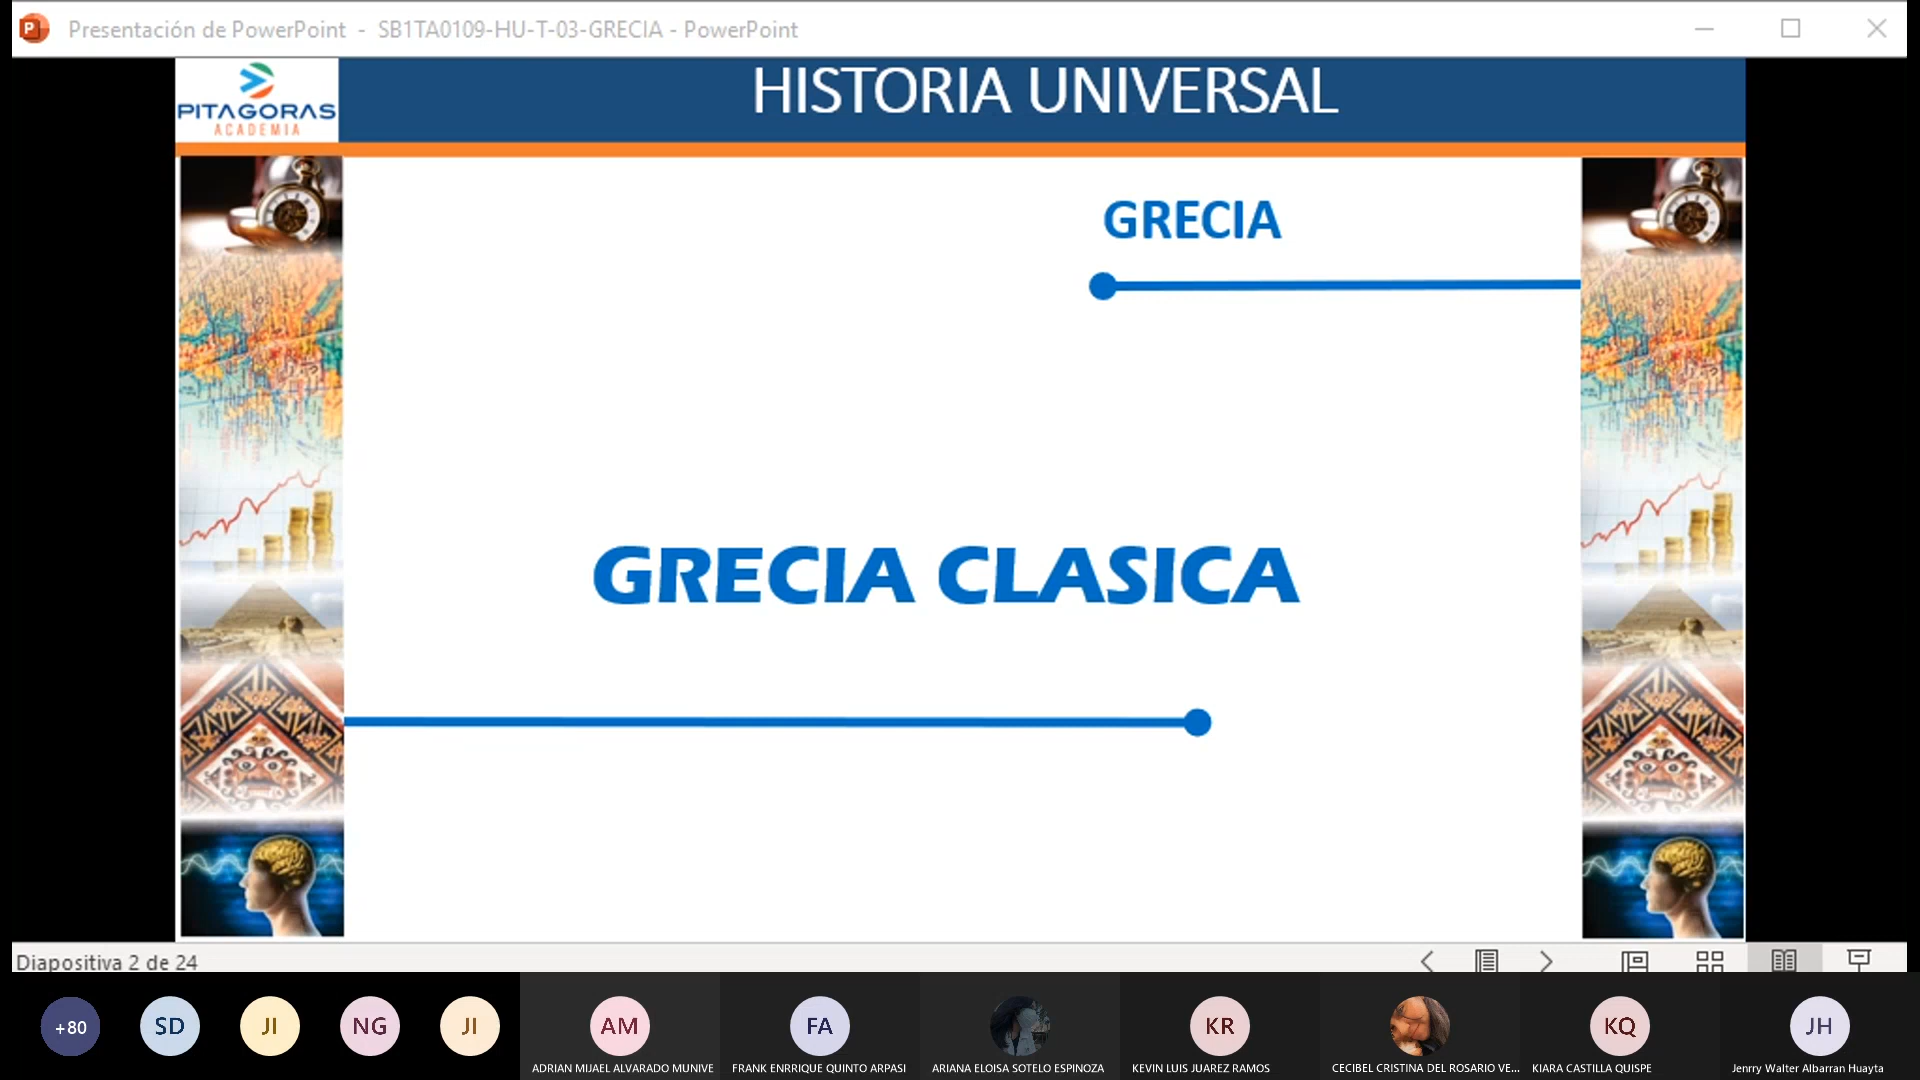 Presentación de PowerPoint - SB1TA0109-HU-T-03-GRECIA - PowerPoint
PITAGORAS
ACADEMIA
HISTORIA UNIVERSAL
GRECIA
GRECIA CLASICA
Diapositiva 2 de 24
+80
SD
JI
NG
JI
AM
FA
KR
KQ
JH
ADRIAN MIJAEL ALVARADO MUNIVE
FRANK ENRRIQUE QUINTO ARPASI
ARIANA ELOISA SOTELO ESPINOZA
KEVIN LUIS JUAREZ RAMOS
CECIBEL CRISTINA DEL ROSARIO VE...
KIARA CASTILLA QUISPE
Jenrry Walter Albarran Huayta